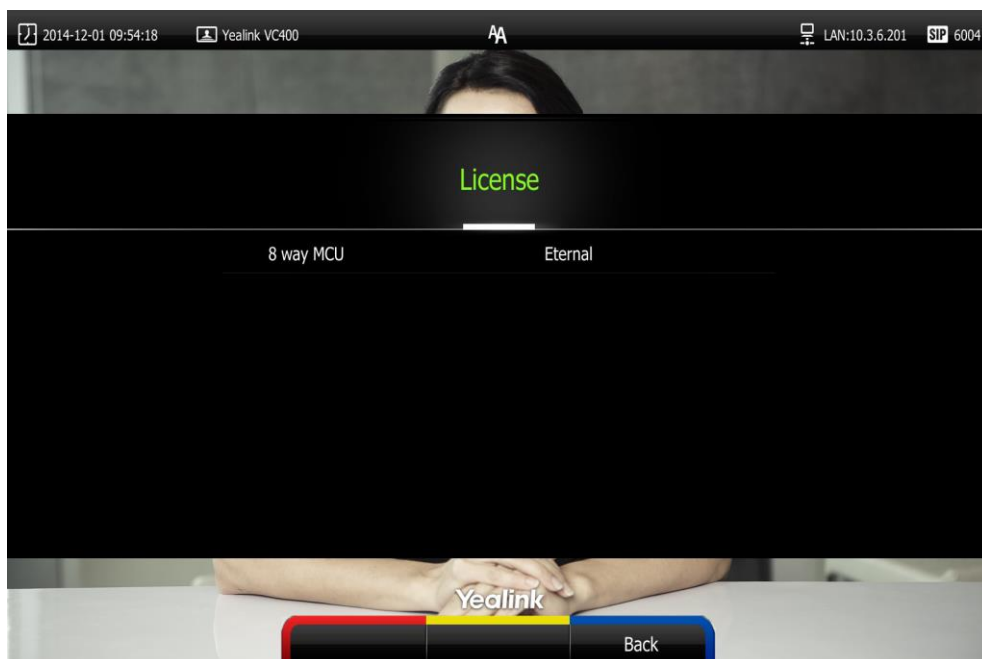 2014-12-01 09:54:18 Yealink VC400 AA LAN:10.3.6.201 SIP 6004
License
8 way MCU Eternal
Yealink
Back